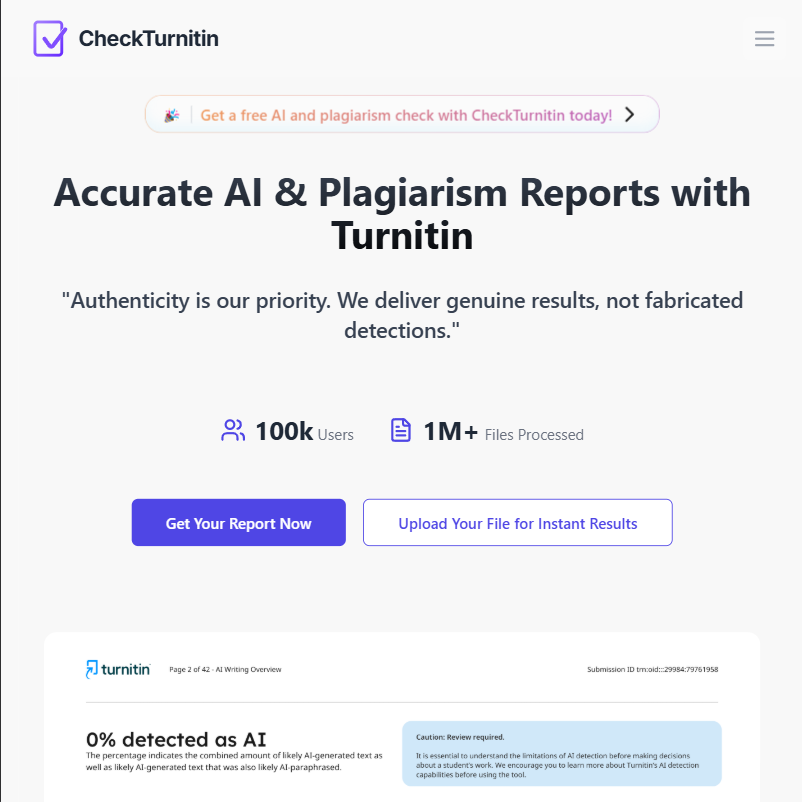 CheckTurnitin
Get a free AI and plagiarism check with CheckTurnitin today!
Accurate AI & Plagiarism Reports with
Turnitin
"Authenticity is our priority. We deliver genuine results, not fabricated
detections."
100k Users 1M+ Files Processed
Get Your Report Now Upload Your File for Instant Results
turnitin Page 2 of 42 - AI Writing Overview Submission ID trn:oid:::29984:79761958
0% detected as AI
The percentage indicates the combined amount of likely AI-generated text as
well as likely AI-generated text that was also likely AI-paraphrased.
Caution: Review required.
It is essential to understand the limitations of AI detection before making decisions
about a student's work. We encourage you to learn more about Turnitin's AI detection
capabilities before using the tool.